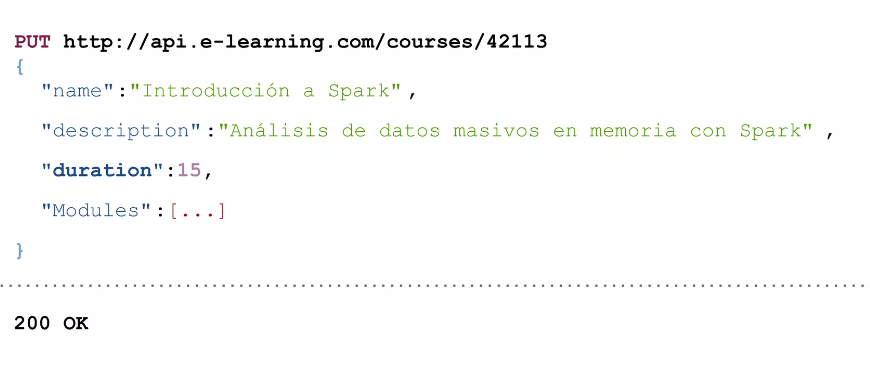 PUT http://api.e-learning.com/courses/42113
{
"name":"Introducción a Spark",
"description":"Análisis de datos masivos en memoria con Spark" ,
"duration":15,
"Modules":[...]
}
200 OK